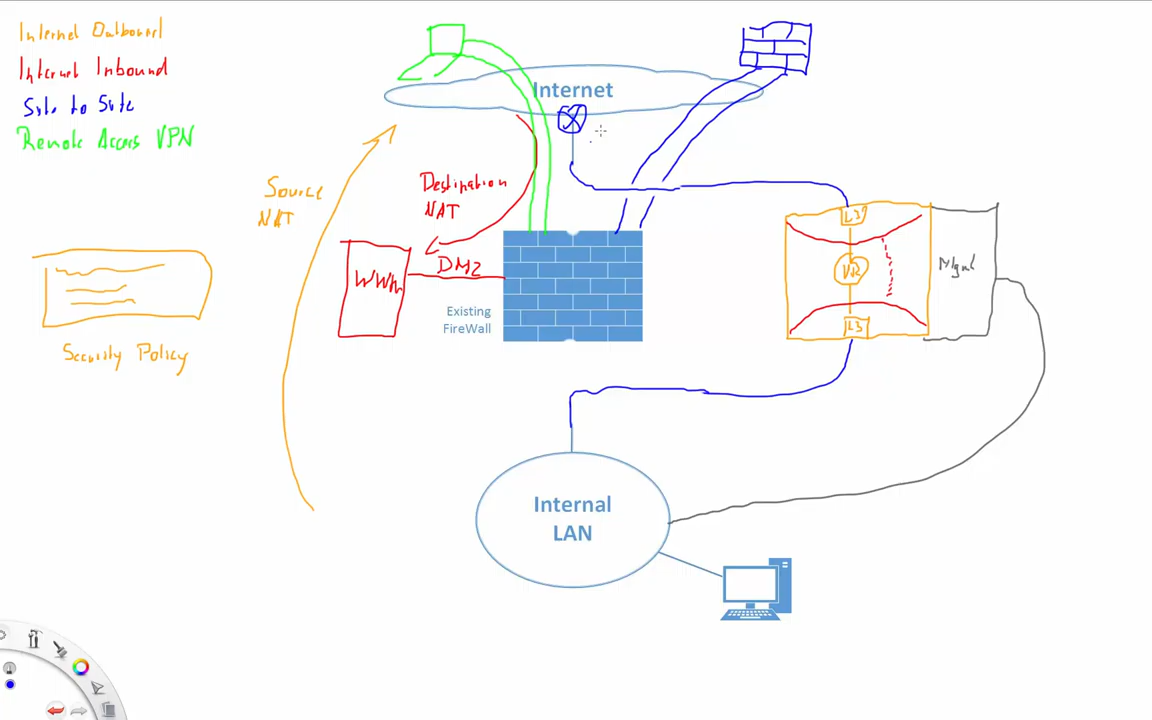 Internet Outbound
Internet Inbound
Site to Site
Remote Access VPN
Internet
Source
NAT
Destination
NAT
WWW
DMZ
Existing
FireWall
L3
VR
L3
Mgmt
Security Policy
Internal
LAN